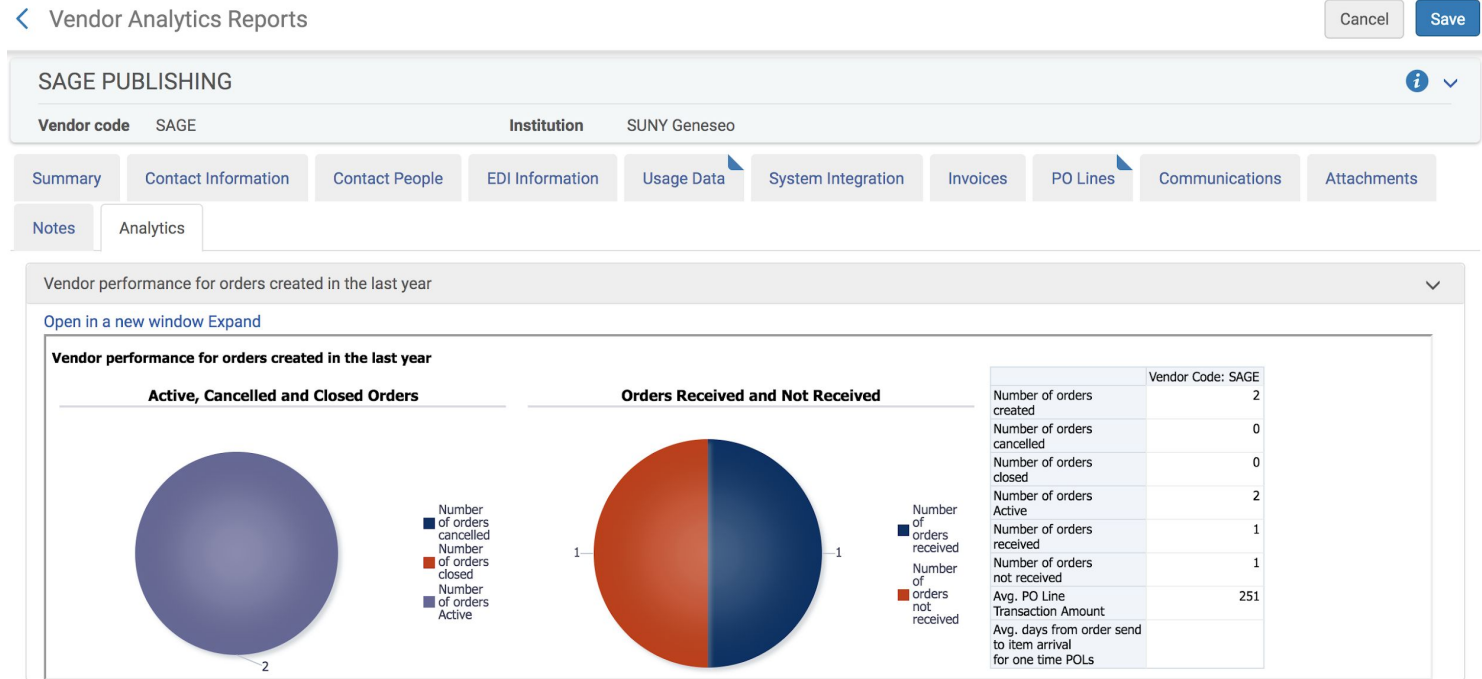 Vendor Analytics Reports
Cancel
Save
SAGE PUBLISHING
i
Vendor code SAGE
Institution SUNY Geneseo
Summary
Contact Information
Contact People
EDI Information
Usage Data
System Integration
Invoices
PO Lines
Communications
Attachments
Notes
Analytics
Vendor performance for orders created in the last year
Open in a new window Expand
Vendor performance for orders created in the last year
Active, Cancelled and Closed Orders
2
Number
of orders
cancelled
Number
of orders
closed
Number
of orders
Active
Orders Received and Not Received
1
1
Number
of
orders
received
Number
of
orders
not
received
Vendor Code: SAGE
Number of orders
created
2
Number of orders
cancelled
0
Number of orders
closed
0
Number of orders
Active
2
Number of orders
received
1
Number of orders
not received
1
Avg. PO Line
Transaction Amount
251
Avg. days from order send
to item arrival
for one time POLs